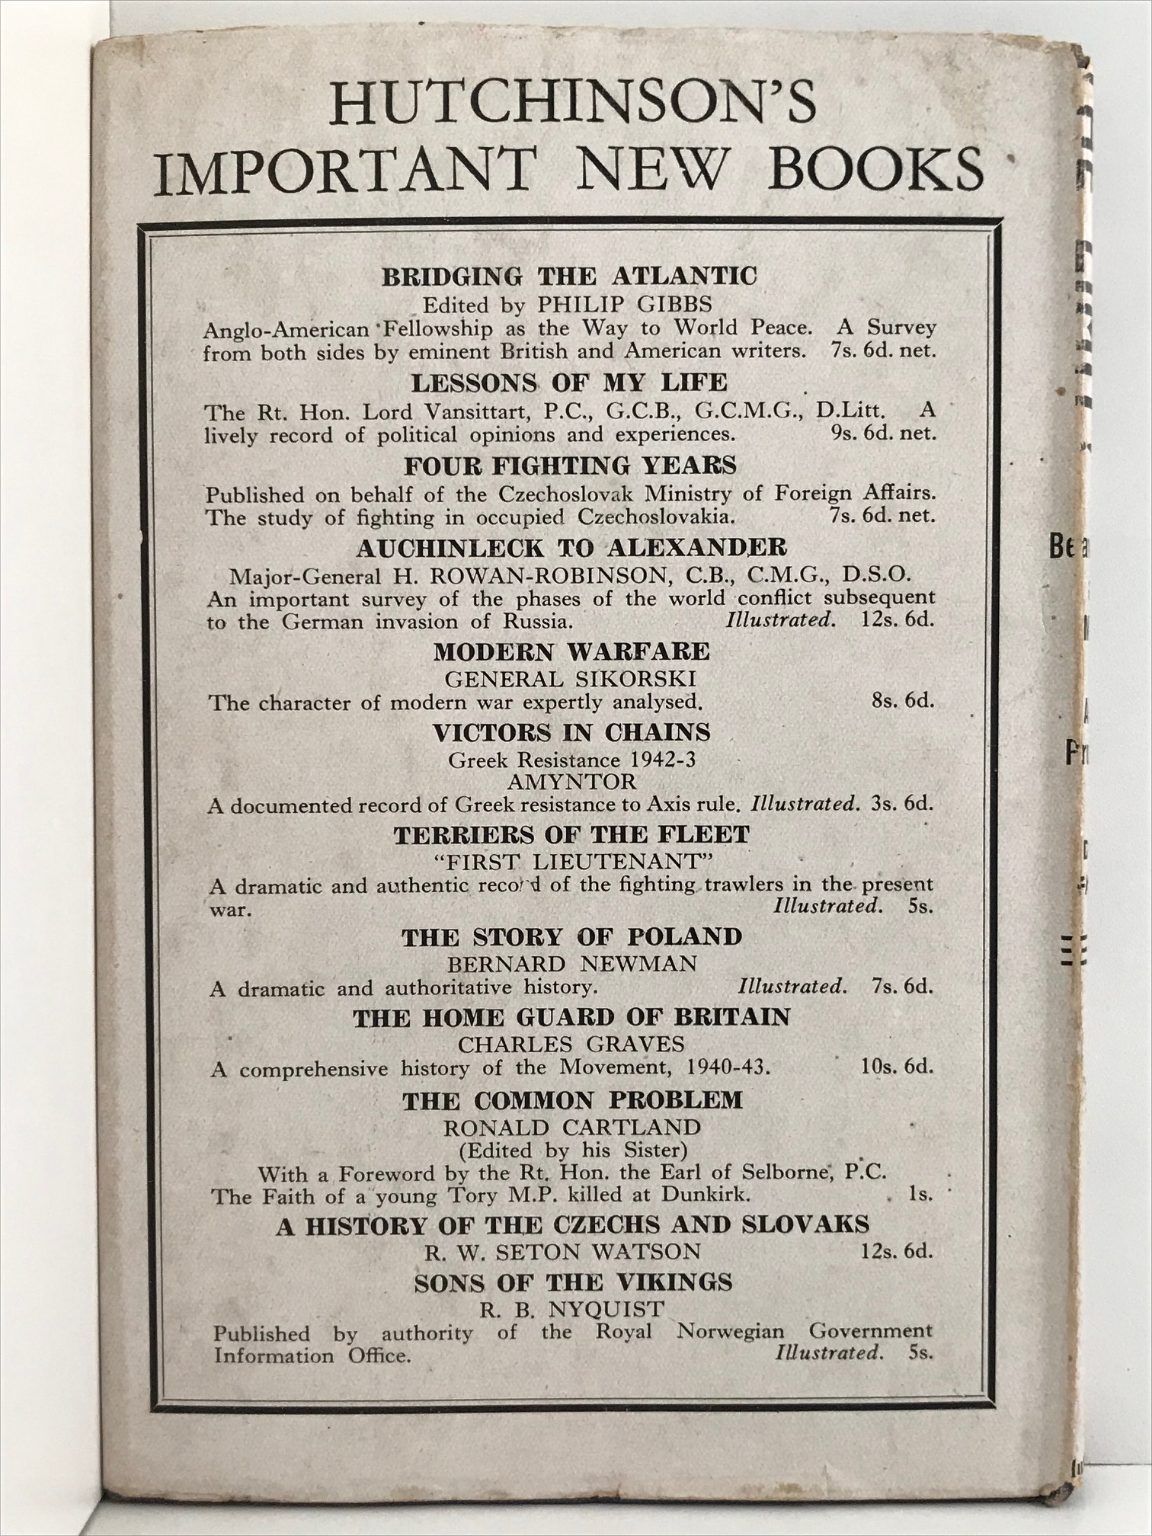 HUTCHINSON'S
IMPORTANT NEW BOOKS
BRIDGING THE ATLANTIC
Edited by PHILIP GIBBS
Anglo-American Fellowship as the Way to World Peace. A Survey
from both sides by eminent British and American writers. 7s. 6d. net.
LESSONS OF MY LIFE
The Rt. Hon. Lord Vansittart, P.C., G.C.B., G.C.M.G., D.Litt. A
lively record of political opinions and experiences. 9s. 6d. net.
FOUR FIGHTING YEARS
Published on behalf of the Czechoslovak Ministry of Foreign Affairs.
The study of fighting in occupied Czechoslovakia. 7s. 6d. net.
AUCHINLECK TO ALEXANDER
Major-General H. ROWAN-ROBINSON, C.B., C.M.G., D.S.O.
An important survey of the phases of the world conflict subsequent
to the German invasion of Russia. Illustrated. 12s. 6d.
MODERN WARFARE
GENERAL SIKORSKI
The character of modern war expertly analysed. 8s. 6d.
VICTORS IN CHAINS
Greek Resistance 1942-3
AMYNTOR
A documented record of Greek resistance to Axis rule. Illustrated. 3s. 6d.
TERRIERS OF THE FLEET
"FIRST LIEUTENANT"
A dramatic and authentic record of the fighting trawlers in the present
war. Illustrated. 5s.
THE STORY OF POLAND
BERNARD NEWMAN
A dramatic and authoritative history. Illustrated. 7s. 6d.
THE HOME GUARD OF BRITAIN
CHARLES GRAVES
A comprehensive history of the Movement, 1940-43. 10s. 6d.
THE COMMON PROBLEM
RONALD CARTLAND
(Edited by his Sister)
With a Foreword by the Rt. Hon. the Earl of Selborne, P.C.
The Faith of a young Tory M.P. killed at Dunkirk. 1s.
A HISTORY OF THE CZECHS AND SLOVAKS
R. W. SETON WATSON 12s. 6d.
SONS OF THE VIKINGS
R. B. NYQUIST
Published by authority of the Royal Norwegian Government
Information Office. Illustrated. 5s.